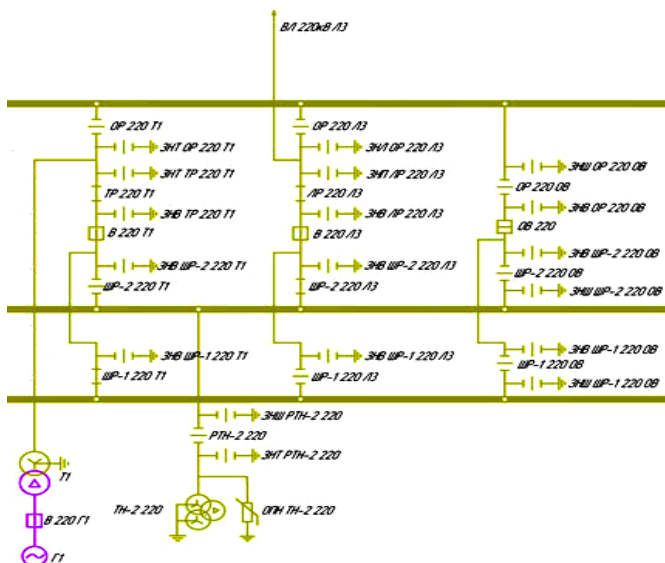 ВЛ 220кВ Л3
ОР 220 Т1
ОР 220 Л3
ЗНТ ОР 220 Т1
ЗНЛ ОР 220 Л3
ЗНШ ОР 220 ОВ
ЗНТ ТР 220 Т1
ЗНЛ ЛР 220 Л3
ОР 220 ОВ
ТР 220 Т1
ЛР 220 Л3
ЗНВ ОР 220 ОВ
ЗНВ ТР 220 Т1
ЗНВ ЛР 220 Л3
ОВ 220
В 220 Т1
В 220 Л3
ЗНВ ШР-2 220 ОВ
ЗНВ ШР-2 220 Т1
ЗНВ ШР-2 220 Л3
ШР-2 220 ОВ
ШР-2 220 Т1
ШР-2 220 Л3
ЗНШ ШР-2 220 ОВ
ЗНВ ШР-1 220 Т1
ЗНВ ШР-1 220 Л3
ЗНВ ШР-1 220 ОВ
ШР-1 220 Т1
ШР-1 220 Л3
ШР-1 220 ОВ
ЗНШ ШР-1 220 ОВ
ЗНШ РТН-2 220
РТН-2 220
ЗНТ РТН-2 220
Т1
ТН-2 220
ОПН ТН-2 220
В 220 Г1
Г1